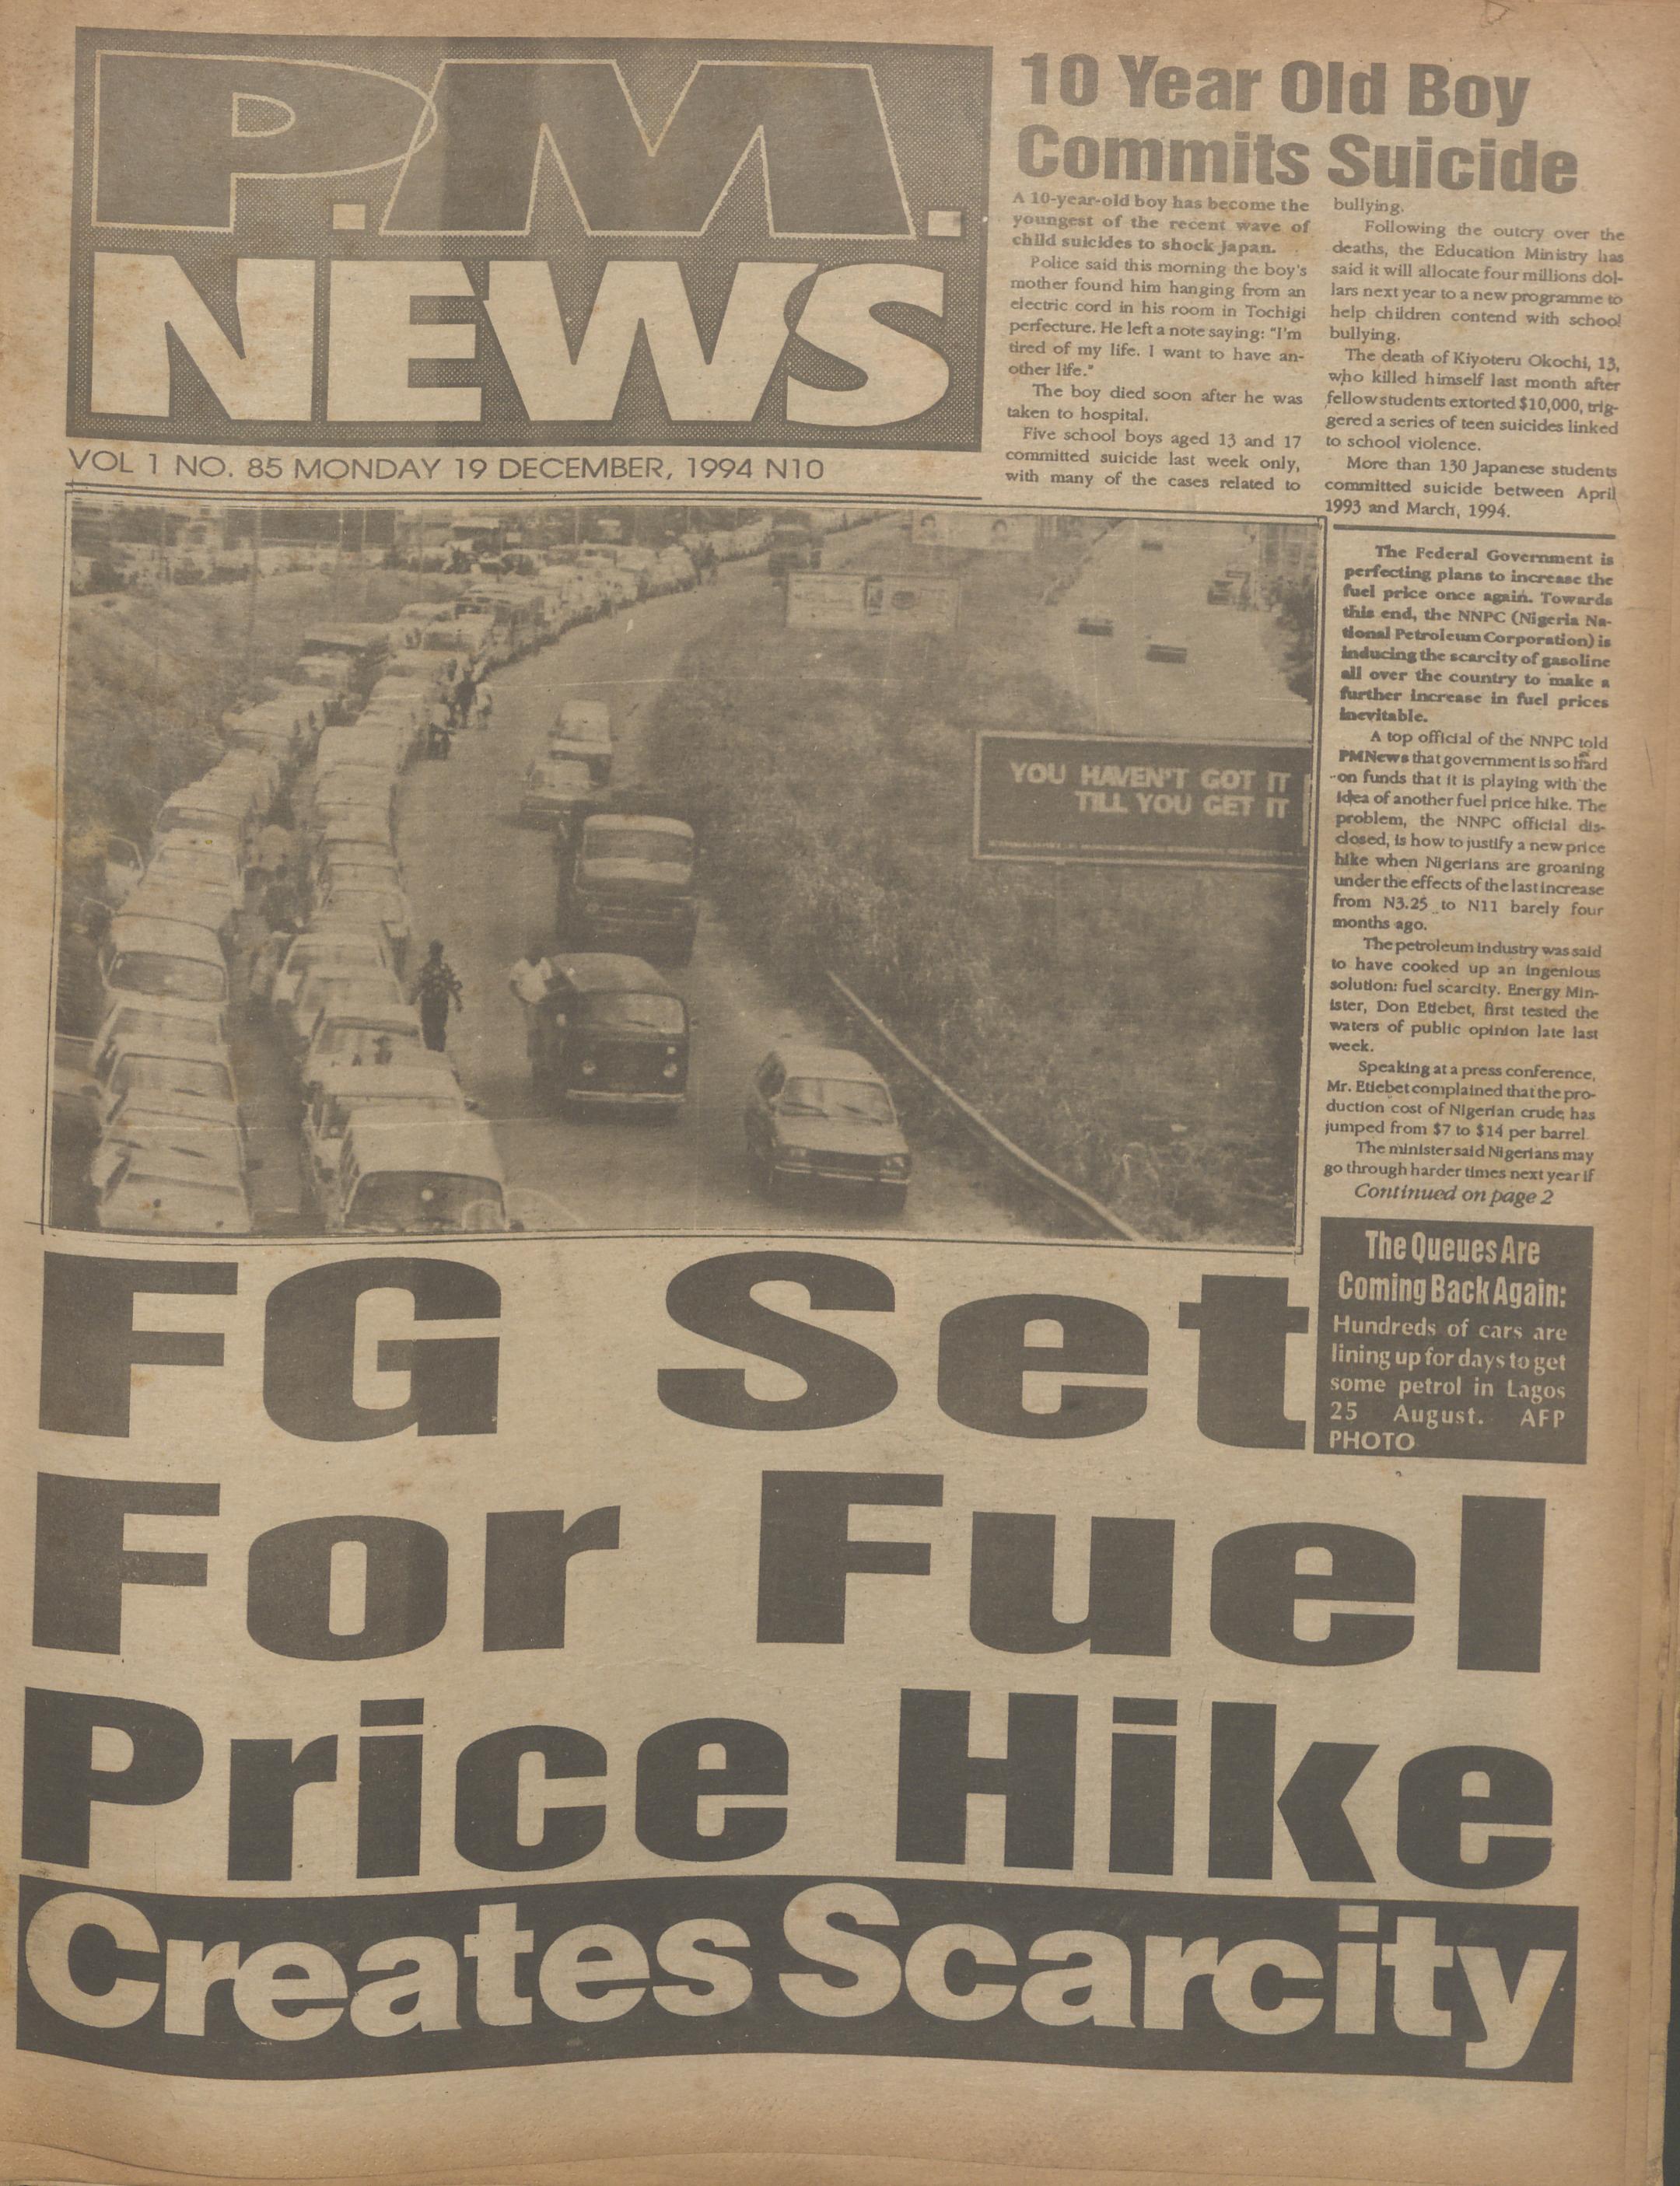 P.M.
NEWS
VOL 1 NO. 85 MONDAY 19 DECEMBER, 1994 N10
10 Year Old Boy
Commits Suicide
A 10-year-old boy has become the
youngest of the recent wave of
child suicides to shock Japan.
Police said this morning the boy's
mother found him hanging from an
electric cord in his room in Tochigi
perfecture. He left a note saying: "I'm
tired of my life. I want to have an-
other life."
The boy died soon after he was
taken to hospital.
Five school boys aged 13 and 17
committed suicide last week only,
with many of the cases related to
bullying.
Following the outcry over the
deaths, the Education Ministry has
said it will allocate four millions dol-
lars next year to a new programme to
help children contend with school
bullying.
The death of Kiyoteru Okochi, 13,
who killed himself last month after
fellow students extorted $10,000, trig-
gered a series of teen suicides linked
to school violence.
More than 130 Japanese students
committed suicide between April
1993 and March, 1994.
YOU HAVEN'T GOT IT
TILL YOU GET IT
The Federal Government is
perfecting plans to increase the
fuel price once again. Towards
this end, the NNPC (Nigeria Na-
tional Petroleum Corporation) is
inducing the scarcity of gasoline
all over the country to make a
further increase in fuel prices
inevitable.
A top official of the NNPC told
PMNews that government is so hard
on funds that it is playing with the
idea of another fuel price hike. The
problem, the NNPC official dis-
closed, is how to justify a new price
hike when Nigerians are groaning
under the effects of the last increase
from N3.25 to N11 barely four
months ago.
The petroleum industry was said
to have cooked up an ingenious
solution: fuel scarcity. Energy Min-
ister, Don Etiebet, first tested the
waters of public opinion late last
week.
Speaking at a press conference,
Mr. Etiebet complained that the pro-
duction cost of Nigerian crude has
jumped from $7 to $14 per barrel.
The minister said Nigerians may
go through harder times next year if
Continued on page 2
The Queues Are
Coming Back Again:
Hundreds of cars are
lining up for days to get
some petrol in Lagos
25 August. AFP
PHOTO
FG Set
For Fuel
Price Hike
Creates Scarcity